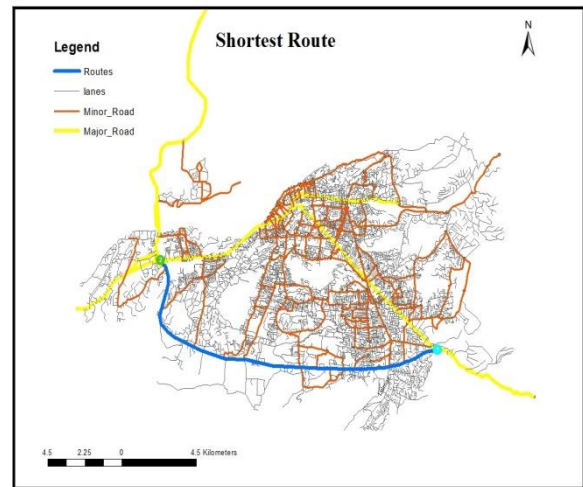 Shortest Route
N
Legend
Routes
lanes
Minor_Road
Major_Road
4.5 2.25 0 4.5 Kilometers